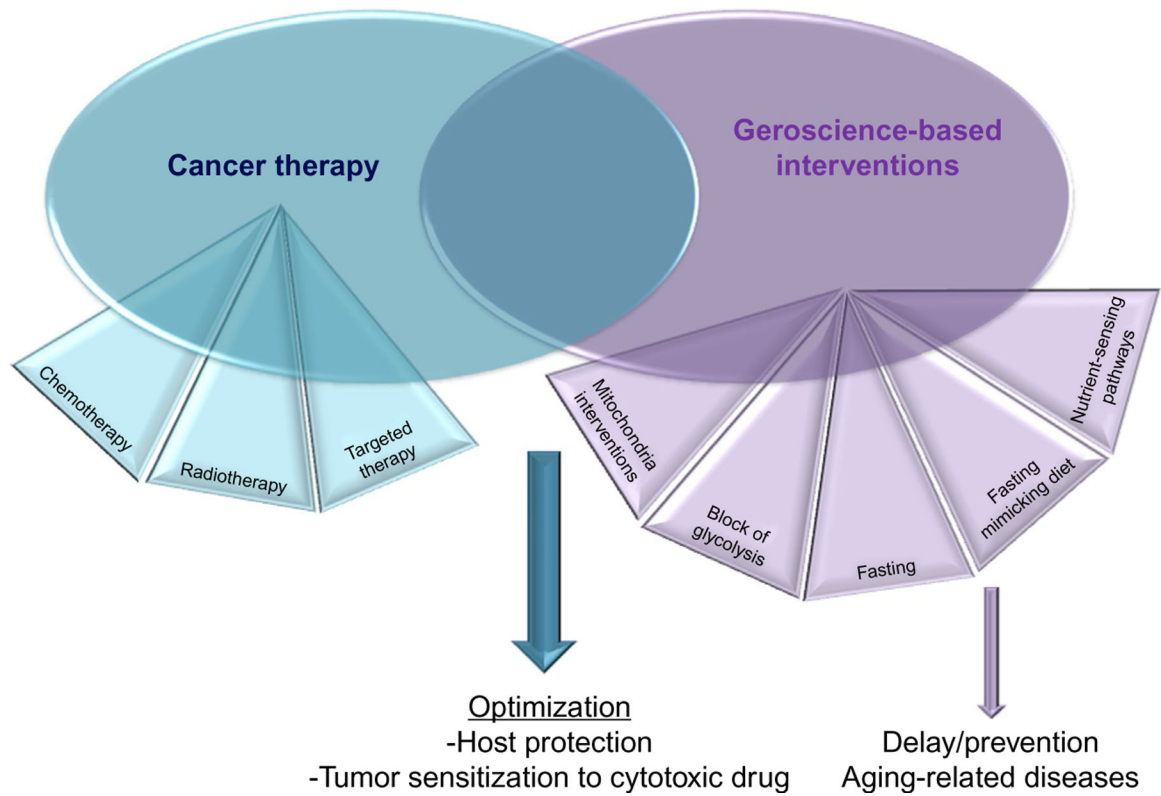 Cancer therapy
Geroscience-based
interventions
Chemotherapy
Radiotherapy
Targeted
therapy
Mitochondria
interventions
Block of
glycolysis
Fasting
Fasting
mimicking diet
Nutrient-sensing
pathways
Optimization
-Host protection
-Tumor sensitization to cytotoxic drug
Delay/prevention
Aging-related diseases